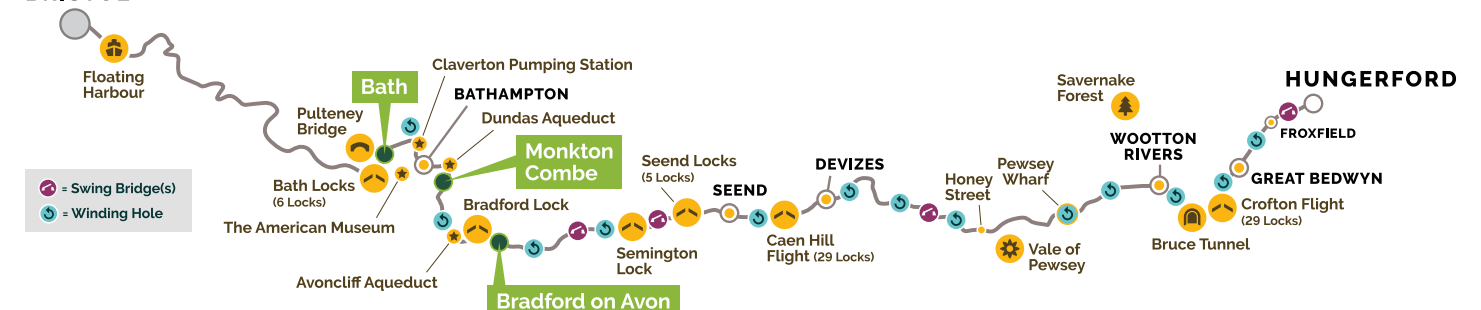 Floating
Harbour
Claverton Pumping Station
Bath
BATHAMPTON
Pulteney
Bridge
Dundas Aqueduct
Monkton
Combe
Bath Locks
(6 Locks)
The American Museum
Bradford Lock
Avoncliff Aqueduct
Bradford on Avon
= Swing Bridge(s)
= Winding Hole
Semington
Lock
Seend Locks
(5 Locks)
SEEND
Caen Hill
Flight (29 Locks)
DEVIZES
Honey
Street
Vale of
Pewsey
Pewsey
Wharf
Savernake
Forest
WOOTTON
RIVERS
Bruce Tunnel
Crofton Flight
(29 Locks)
GREAT BEDWYN
FROXFIELD
HUNGERFORD